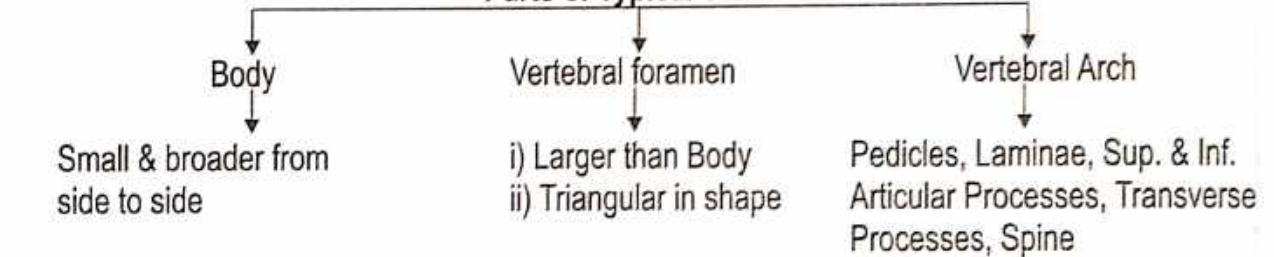 Body
Vertebral foramen
Vertebral Arch
Small & broader from
side to side
i) Larger than Body
ii) Triangular in shape
Pedicles, Laminae, Sup. & Inf.
Articular Processes, Transverse
Processes, Spine